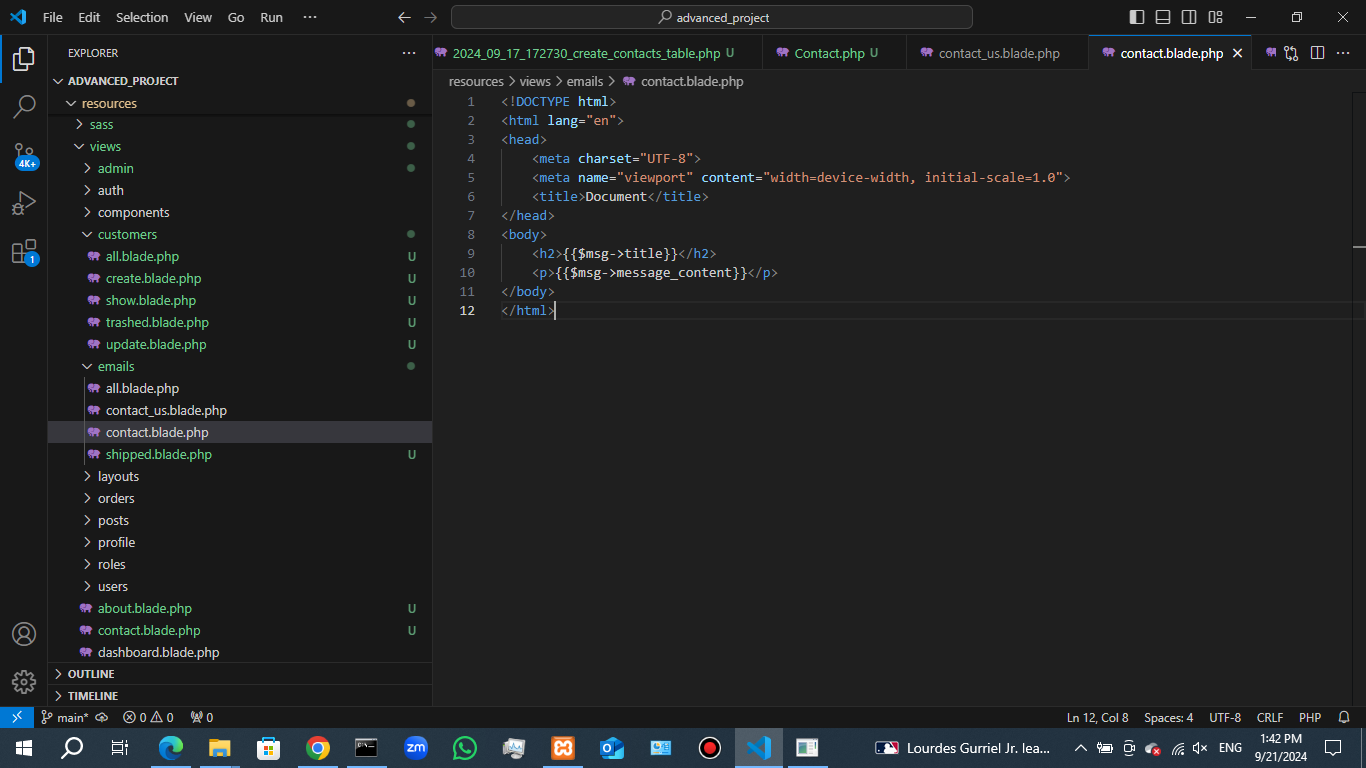 File Edit Selection View Go Run ··· advanced_project
EXPLORER ···
ADVANCED_PROJECT
resources
sass
views
admin
auth
components
customers
all.blade.php U
create.blade.php U
show.blade.php U
trashed.blade.php U
update.blade.php U
emails
all.blade.php
contact_us.blade.php
contact.blade.php
shipped.blade.php U
layouts
orders
posts
profile
roles
users
about.blade.php U
contact.blade.php U
dashboard.blade.php
OUTLINE
TIMELINE
4K+
1
2024_09_17_172730_create_contacts_table.php U Contact.php U contact_us.blade.php contact.blade.php ···
resources > views > emails > contact.blade.php
1 <!DOCTYPE html>
2 <html lang="en">
3 <head>
4 <meta charset="UTF-8">
5 <meta name="viewport" content="width=device-width, initial-scale=1.0">
6 <title>Document</title>
7 </head>
8 <body>
9 <h2>{{$msg->title}}</h2>
10 <p>{{$msg->message_content}}</p>
11 </body>
12 </html>
main* 0 0 0 Ln 12, Col 8 Spaces: 4 UTF-8 CRLF PHP
zm Lourdes Gurriel Jr. lea... ENG 1:42 PM
9/21/2024